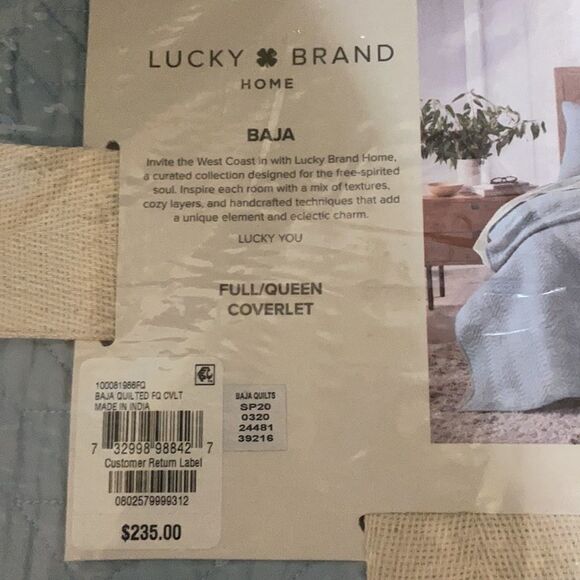 LUCKY BRAND
HOME
BAJA
Invite the West Coast in with Lucky Brand Home,
a curated collection designed for the free-spirited
soul. Inspire each room with a mix of textures,
cozy layers, and handcrafted techniques that add
a unique element and eclectic charm.
LUCKY YOU
FULL/QUEEN
COVERLET
100081986FQ
BAJA QUILTED FQ CVLT
MADE IN INDIA
7 32998 98842 7
Customer Return Label
0802579999312
$235.00
BAJA QUILTS
SP20
0320
24481
39216